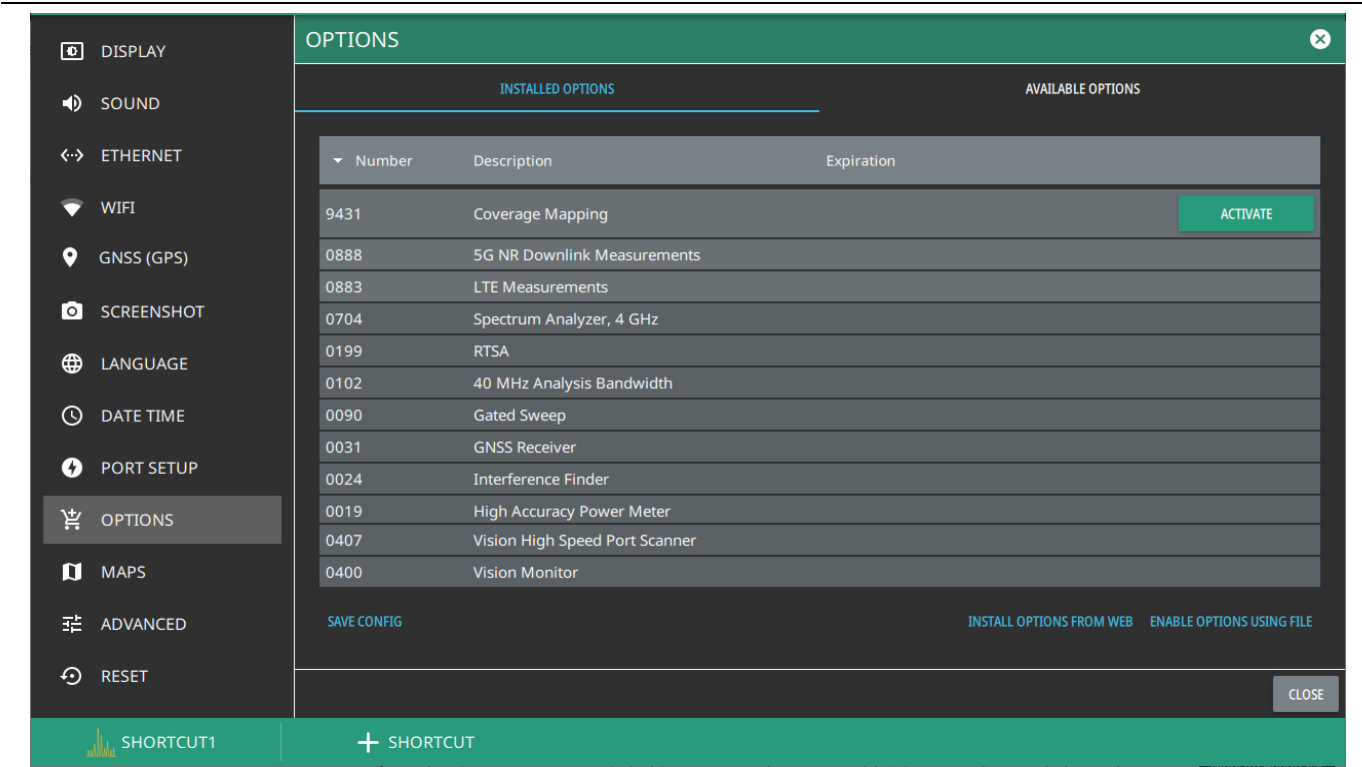 DISPLAY
SOUND
ETHERNET
WIFI
GNSS (GPS)
SCREENSHOT
LANGUAGE
DATE TIME
PORT SETUP
OPTIONS
MAPS
ADVANCED
RESET
OPTIONS
INSTALLED OPTIONS AVAILABLE OPTIONS
Number Description Expiration
9431 Coverage Mapping ACTIVATE
0888 5G NR Downlink Measurements
0883 LTE Measurements
0704 Spectrum Analyzer, 4 GHz
0199 RTSA
0102 40 MHz Analysis Bandwidth
0090 Gated Sweep
0031 GNSS Receiver
0024 Interference Finder
0019 High Accuracy Power Meter
0407 Vision High Speed Port Scanner
0400 Vision Monitor
SAVE CONFIG INSTALL OPTIONS FROM WEB ENABLE OPTIONS USING FILE
CLOSE
SHORTCUT1 SHORTCUT